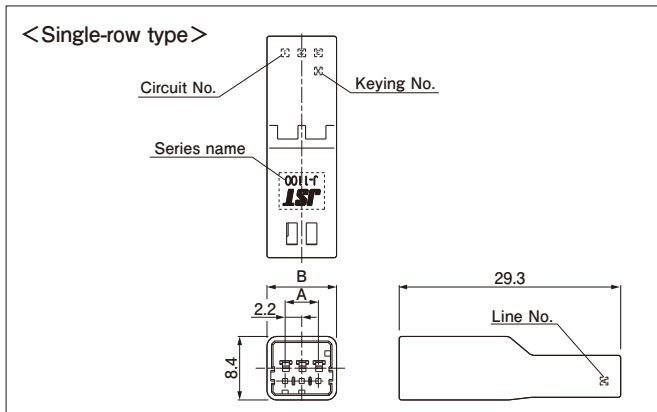 <Single-row type>
Circuit No.
Keying No.
Series name
J-1100
JST
B
A
2.2
8.4
29.3
Line No.